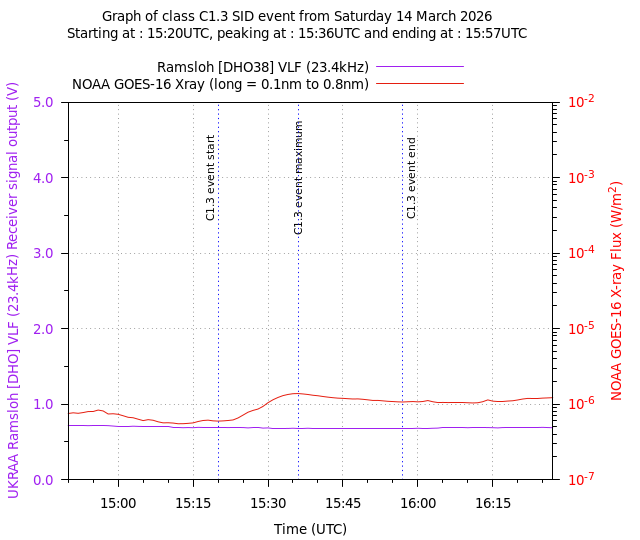 Graph of class C1.3 SID event from Saturday 14 March 2026
Starting at : 15:20UTC, peaking at : 15:36UTC and ending at : 15:57UTC
Ramsloh [DHO38] VLF (23.4kHz)
NOAA GOES-16 Xray (long = 0.1nm to 0.8nm)
UKRAA Ramsloh [DHO] VLF (23.4kHz) Receiver signal output (V)
5.0
4.0
3.0
2.0
1.0
0.0
C1.3 event start
C1.3 event maximum
C1.3 event end
10-2
10-3
10-4
10-5
10-6
10-7
NOAA GOES-16 X-ray Flux (W/m2)
15:00 15:15 15:30 15:45 16:00 16:15
Time (UTC)